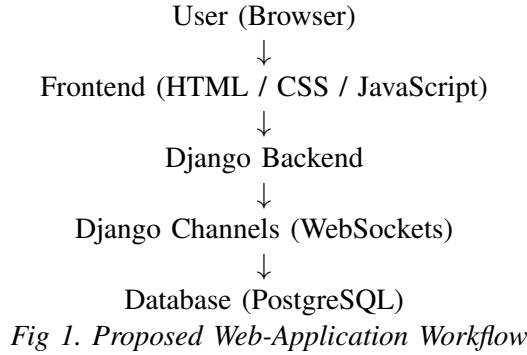 User (Browser)
↓
Frontend (HTML / CSS / JavaScript)
↓
Django Backend
↓
Django Channels (WebSockets)
↓
Database (PostgreSQL)
Fig 1. Proposed Web-Application Workflow